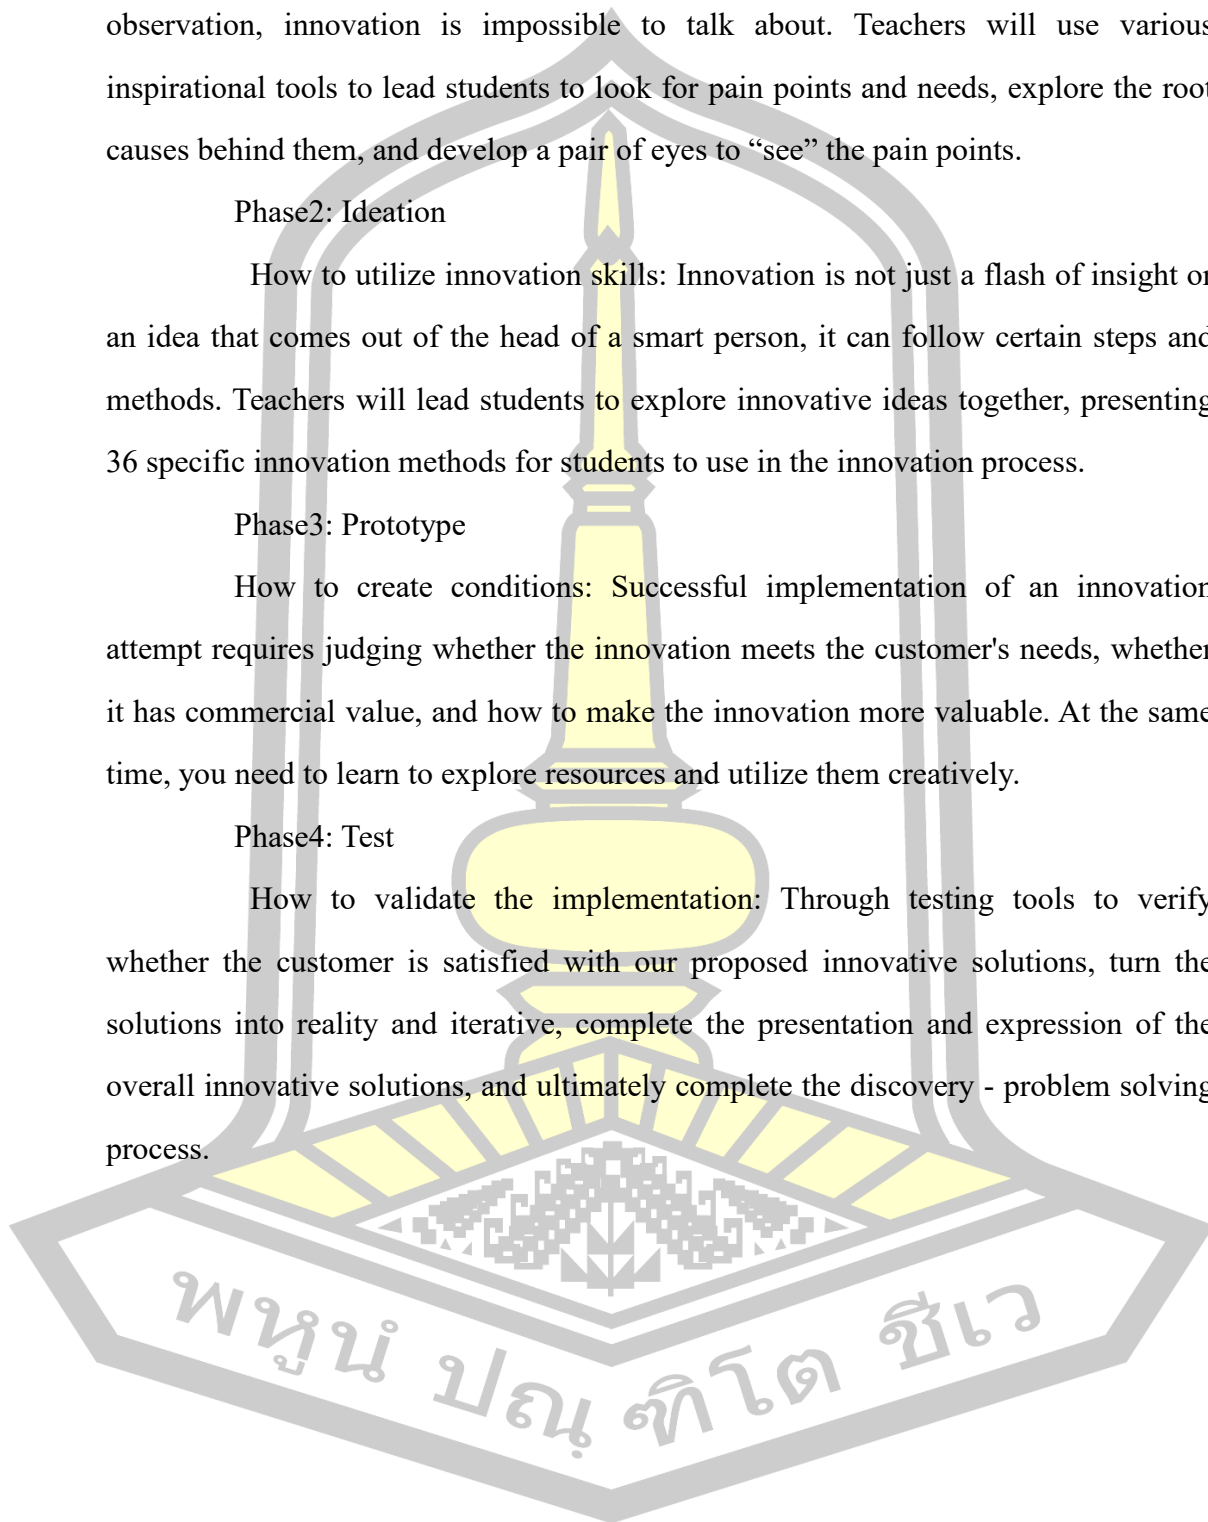 observation, innovation is impossible to talk about. Teachers will use various
inspirational tools to lead students to look for pain points and needs, explore the root
causes behind them, and develop a pair of eyes to “see” the pain points.
Phase2: Ideation
How to utilize innovation skills: Innovation is not just a flash of insight or
an idea that comes out of the head of a smart person, it can follow certain steps and
methods. Teachers will lead students to explore innovative ideas together, presenting
36 specific innovation methods for students to use in the innovation process.
Phase3: Prototype
How to create conditions: Successful implementation of an innovation
attempt requires judging whether the innovation meets the customer's needs, whether
it has commercial value, and how to make the innovation more valuable. At the same
time, you need to learn to explore resources and utilize them creatively.
Phase4: Test
How to validate the implementation: Through testing tools to verify
whether the customer is satisfied with our proposed innovative solutions, turn the
solutions into reality and iterative, complete the presentation and expression of the
overall innovative solutions, and ultimately complete the discovery - problem solving
process.
พหูนํ ปณฺ ฑิโต ชีเว